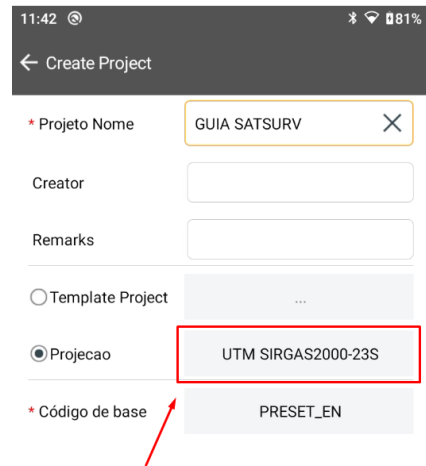 11:42 81%
Create Project
* Projeto Nome GUIA SATSURV
Creator
Remarks
Template Project ...
Projecao UTM SIRGAS2000-23S
* Código de base PRESET_EN